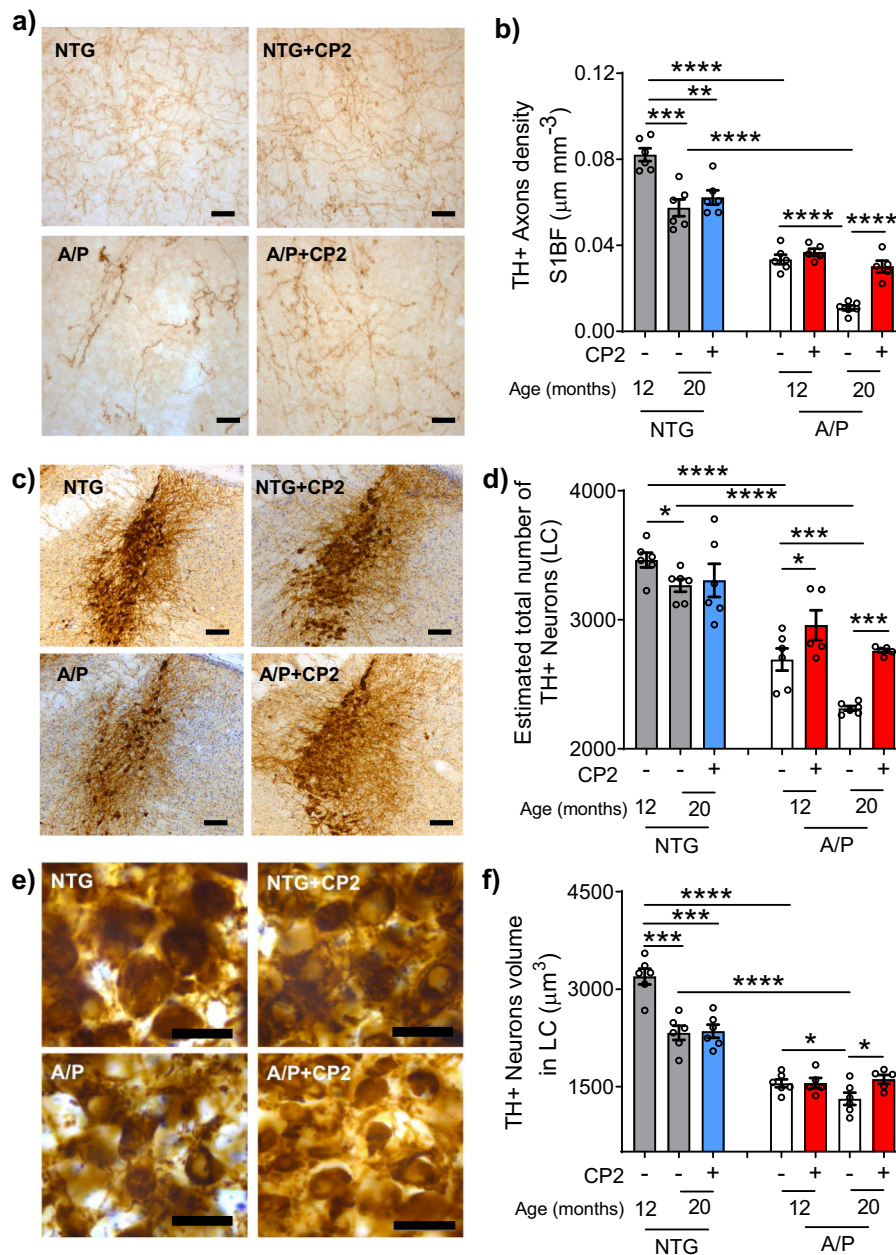 a)
NTG
NTG+CP2
A/P
A/P+CP2
b)
TH+ Axons density
S1BF (μm mm-3)
0.12
0.08
0.04
0.00
****
**
***
****
****
****
CP2
- - + - + - +
Age (months)
12 20 12 20
NTG A/P
c)
NTG
NTG+CP2
A/P
A/P+CP2
d)
Estimated total number of
TH+ Neurons (LC)
4000
3000
2000
****
****
*
***
*
***
CP2
- - + - + - +
Age (months)
12 20 12 20
NTG A/P
e)
NTG
NTG+CP2
A/P
A/P+CP2
f)
TH+ Neurons volume
in LC (μm³)
4500
3000
1500
****
***
***
****
*
*
CP2
- - + - + - +
Age (months)
12 20 12 20
NTG A/P